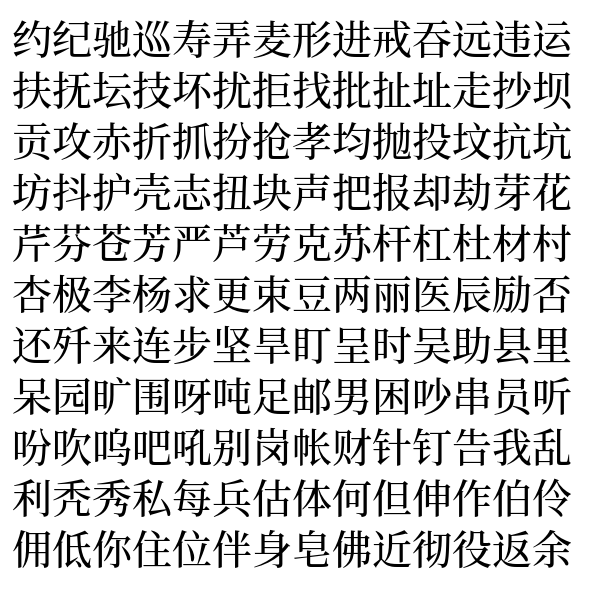 约纪驰巡寿弄麦形进戒吞远违运
扶抚坛技坏扰拒找批扯址走抄坝
贡攻赤折抓扮抢孝均抛投坟抗坑
坊抖护壳志扭块声把报却劫芽花
芹芬苍芳严芦劳克苏杆杠杜材村
杏极李杨求更束豆两丽医辰励否
还歼来连步坚旱盯呈时吴助县里
呆园旷围呀吨足邮男困吵串员听
吩吹呜吧吼别岗帐财针钉告我乱
利秃秀私每兵估体何但伸作伯伶
佣低你住位伴身皂佛近彻役返余